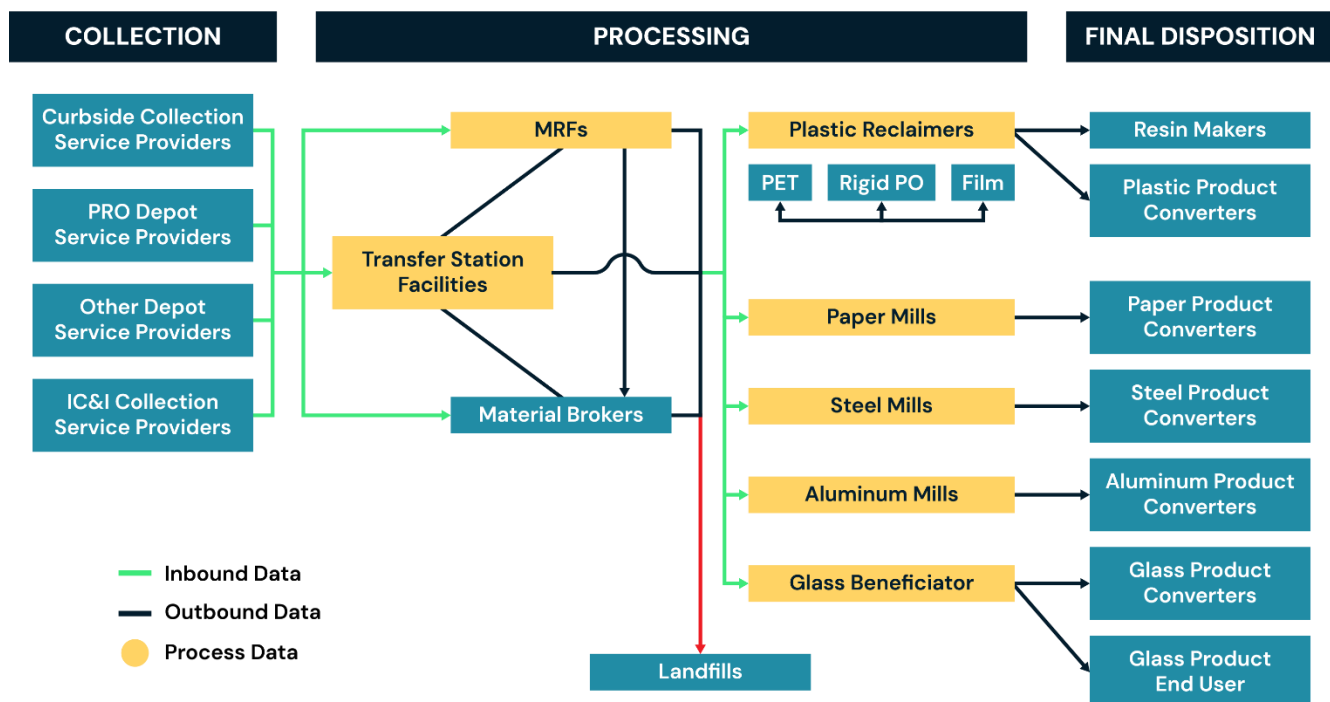 COLLECTION
PROCESSING
FINAL DISPOSITION
Curbside Collection
Service Providers
PRO Depot
Service Providers
Other Depot
Service Providers
IC&I Collection
Service Providers
MRFs
Transfer Station
Facilities
Material Brokers
Landfills
Plastic Reclaimers
PET
Rigid PO
Film
Paper Mills
Steel Mills
Aluminum Mills
Glass Beneficiator
Resin Makers
Plastic Product
Converters
Paper Product
Converters
Steel Product
Converters
Aluminum Product
Converters
Glass Product
Converters
Glass Product
End User
Inbound Data
Outbound Data
Process Data